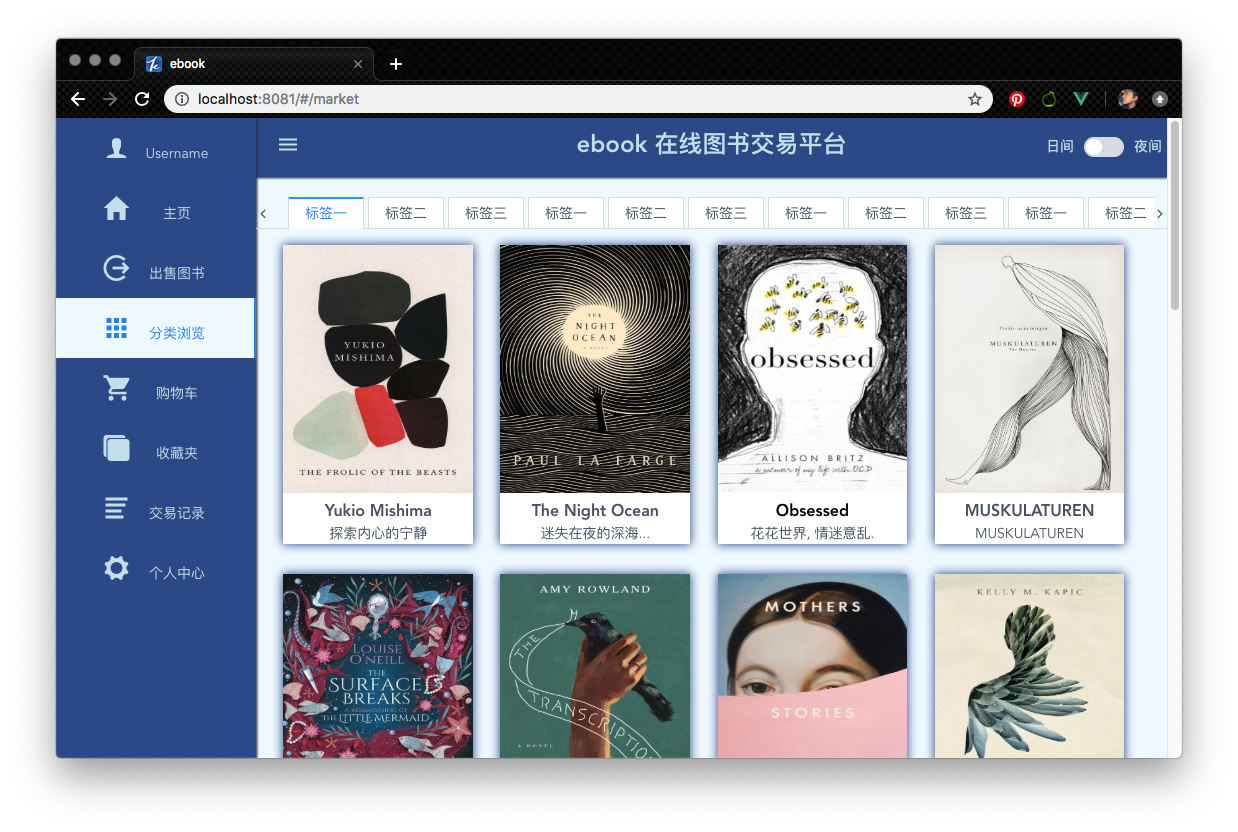 ebook
localhost:8081/#/market
Username
主页
出售图书
分类浏览
购物车
收藏夹
交易记录
个人中心
ebook 在线图书交易平台
日间 夜间
标签一 标签二 标签三 标签一 标签二 标签三 标签一 标签二 标签三 标签一 标签二
YUKIO
MISHIMA
THE FROLIC OF THE BEASTS
Yukio Mishima
探索内心的宁静
THE
NIGHT
OCEAN
A NOVEL
PAUL LA FARGE
The Night Ocean
迷失在夜的深海...
obsessed
ALLISON BRITZ
a memoir of my life with OCD
Obsessed
花花世界, 情迷意乱.
MUSKULATUREN
MUSKULATUREN
MUSKULATUREN
LOUISE
O'NEILL
THE
SURFACE
BREAKS
A REIMAGINING OF
THE LITTLE MERMAID
AMY ROWLAND
THE
TRANSCRIPTION
A NOVEL
MOTHERS
STORIES
KELLY M. KAPIC